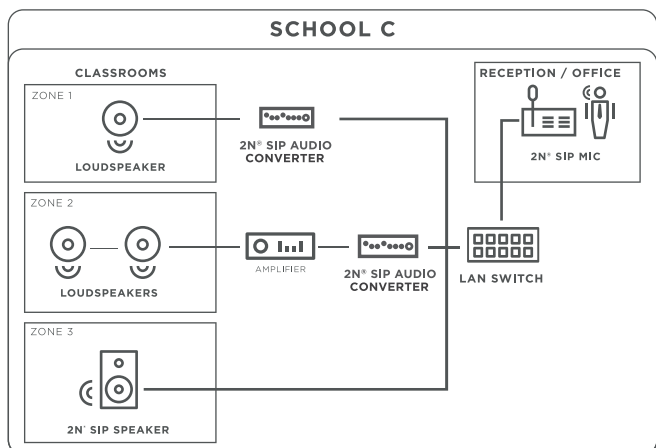 SCHOOL C
CLASSROOMS
ZONE 1
LOUDSPEAKER
2N® SIP AUDIO
CONVERTER
RECEPTION / OFFICE
2N® SIP MIC
ZONE 2
LOUDSPEAKERS
AMPLIFIER
2N® SIP AUDIO
CONVERTER
LAN SWITCH
ZONE 3
2N® SIP SPEAKER